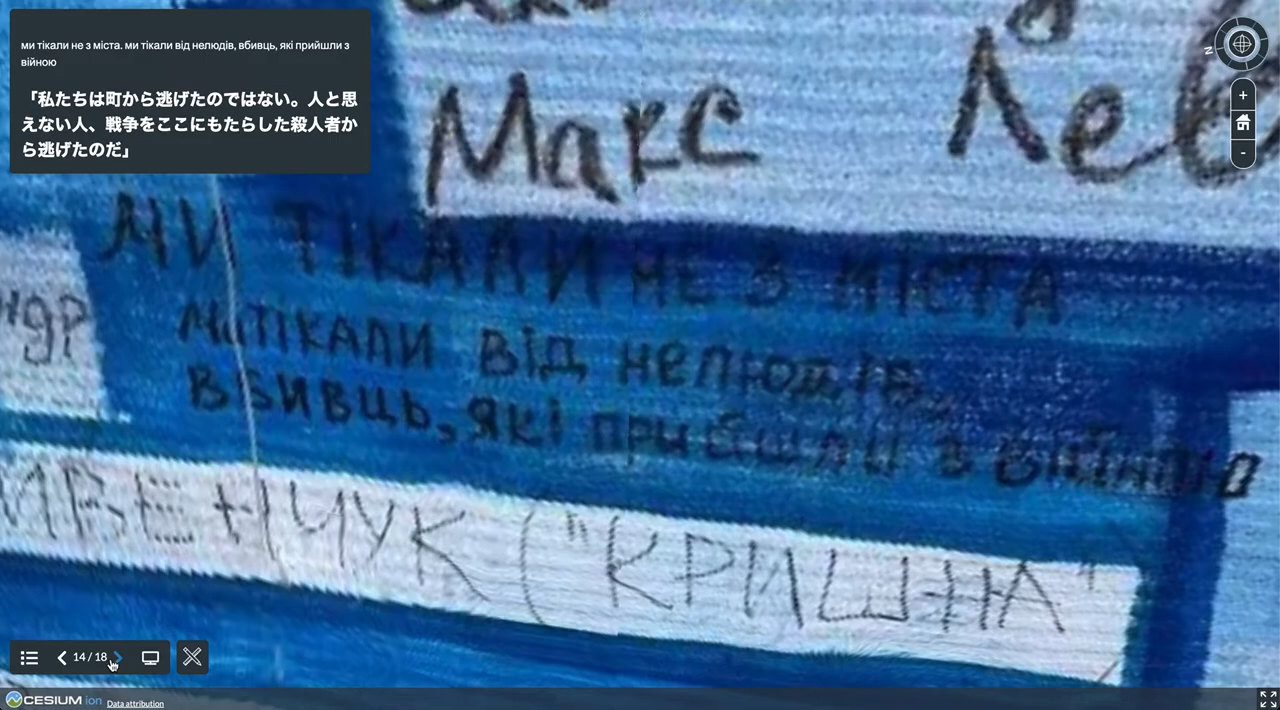 ми тікали не з міста. ми тікали від нелюдів, вбивць, які прийшли з
війною
「私たちは町から逃げたのではない。人と思
えない人、戦争をここにもたらした殺人者か
ら逃げたのだ」
N
+
-
Макс
Лев
МИ ТІКАЛИ НЕ З МІСТА
МИ ТІКАЛИ ВІД НЕЛЮДІВ,
ВБИВЦЬ, ЯКІ ПРИЙШЛИ З ВІЙНОЮ
НДР
ИВЕНЧУК ("КРИШНА"
14 / 18
CESIUM ion Data attribution